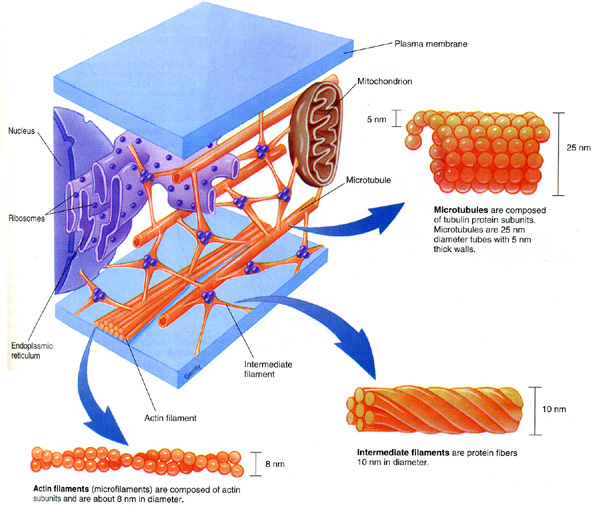 Plasma membrane
Mitochondrion
Nucleus
5 nm
25 nm
Microtubule
Ribosomes
Microtubules are composed
of tubulin protein subunits.
Microtubules are 25 nm
diameter tubes with 5 nm
thick walls.
Endoplasmic
reticulum
Intermediate
filament
Actin filament
10 nm
Intermediate filaments are protein fibers
10 nm in diameter.
8 nm
Actin filaments (microfilaments) are composed of actin
subunits and are about 8 nm in diameter.